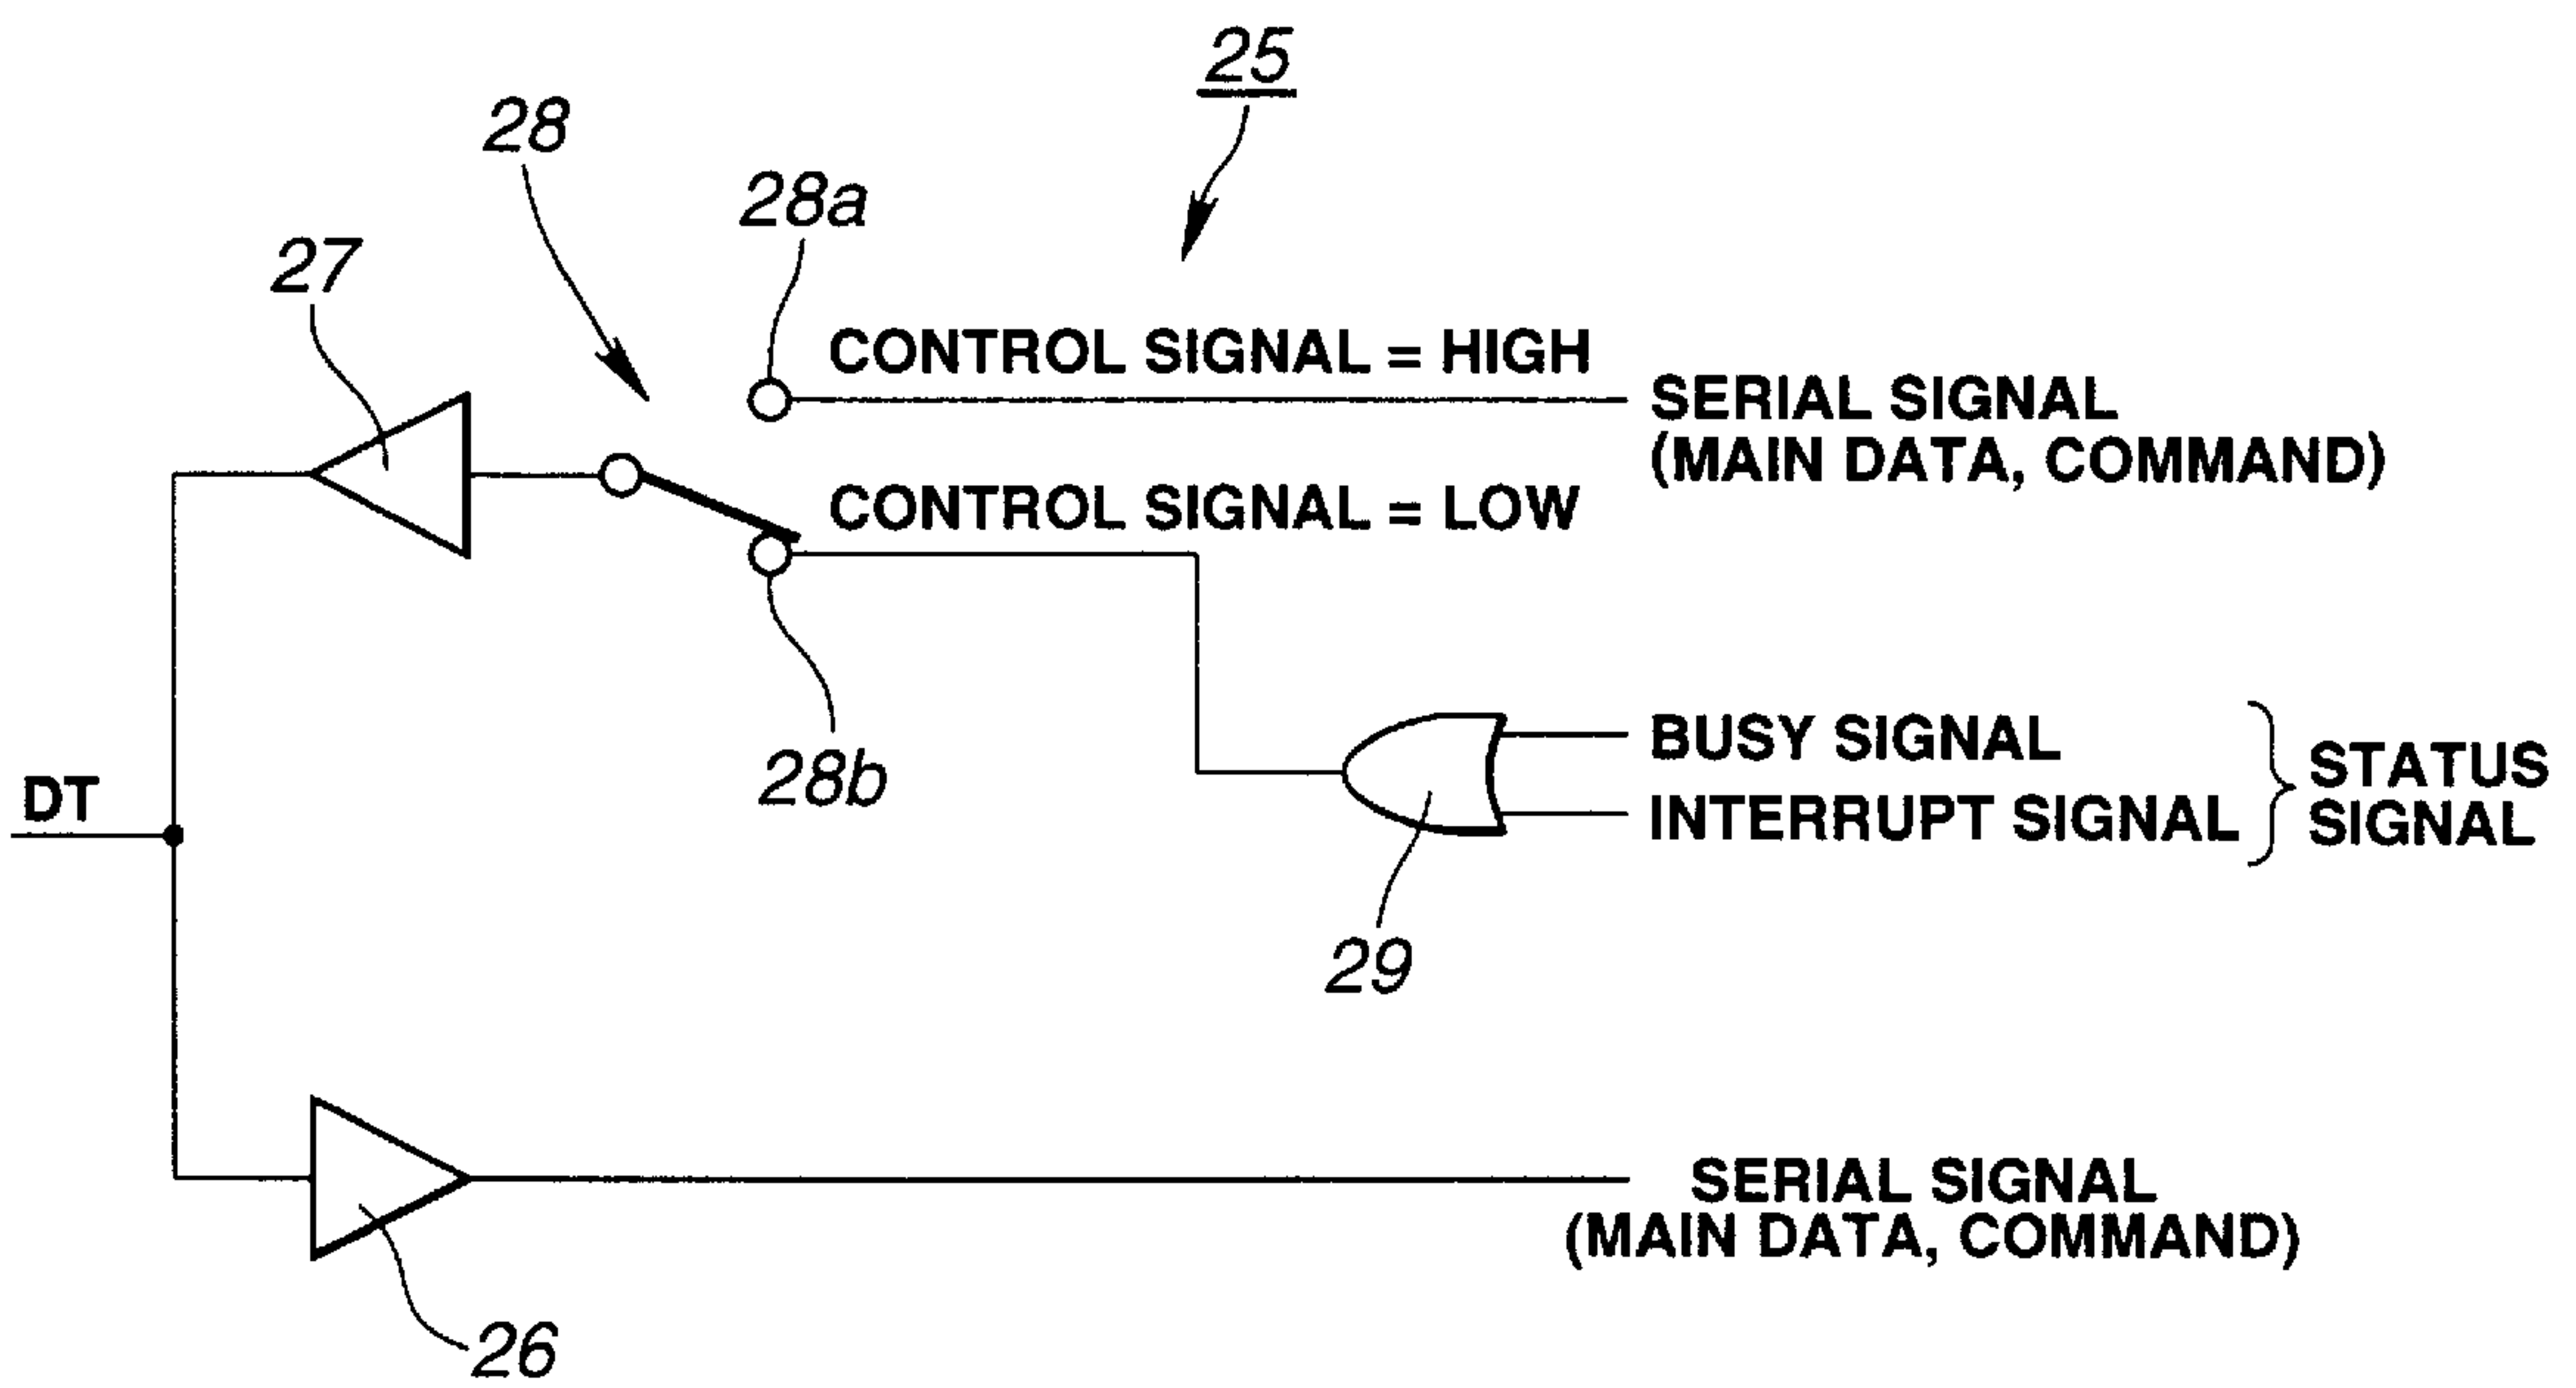 25
28
28a
27
CONTROL SIGNAL = HIGH
SERIAL SIGNAL
(MAIN DATA, COMMAND)
CONTROL SIGNAL = LOW
28b
BUSY SIGNAL
INTERRUPT SIGNAL
STATUS
SIGNAL
DT
29
SERIAL SIGNAL
(MAIN DATA, COMMAND)
26